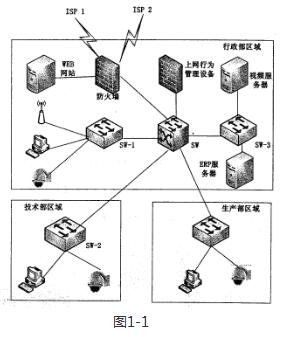 ISP 1
ISP 2
行政部区域
WEB
网站
防火墙
上网行为
管理设备
视频服
务器
SW-1
SW
SW-3
ERP服
务器
技术部区域
SW-2
生产部区域
图1-1